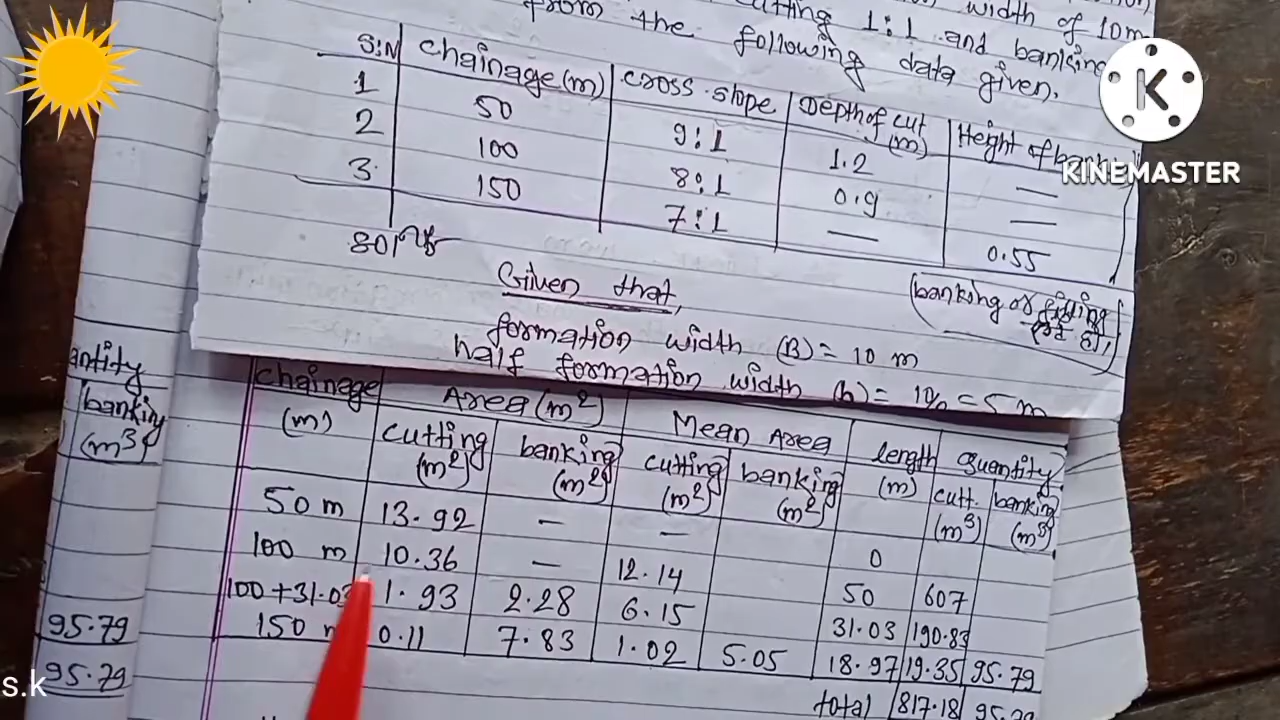 width of 10m
cutting 1:1 and banking
from the following data given.
S.N Chainage(m) Cross-slope Depth of cut (m) Height of bank
1 50 9:1 1.2 —
2 100 8:1 0.9 —
3. 150 7:1 — 0.55
Given that,
(banking or filling
formation width (B) = 10 m
half formation width (b) = 10/2 = 5 m
antity
banking
(m³)
95.79
95.79
Chainage (m) Area (m²) Mean Area length (m) quantity
cutting (m²) banking (m²) cutting (m²) banking (m²) cutt. (m³) banking (m³)
50 m 13.92 — — 0
100 m 10.36 — 12.14 50 607
100+31.03 1.93 2.28 6.15 31.03 190.83
150 0.11 7.83 1.02 5.05 18.97 19.35 95.79
total 817.18 95.79
K
KINEMASTER
s.k